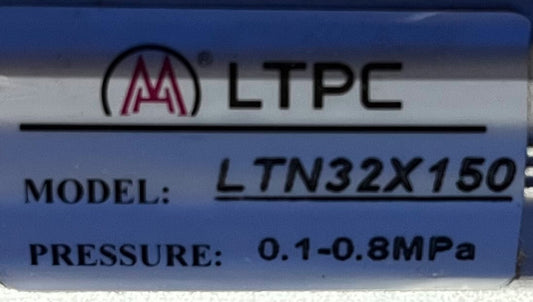 ® LTPC
MODEL: LTN32X150
PRESSURE: 0.1-0.8MPa